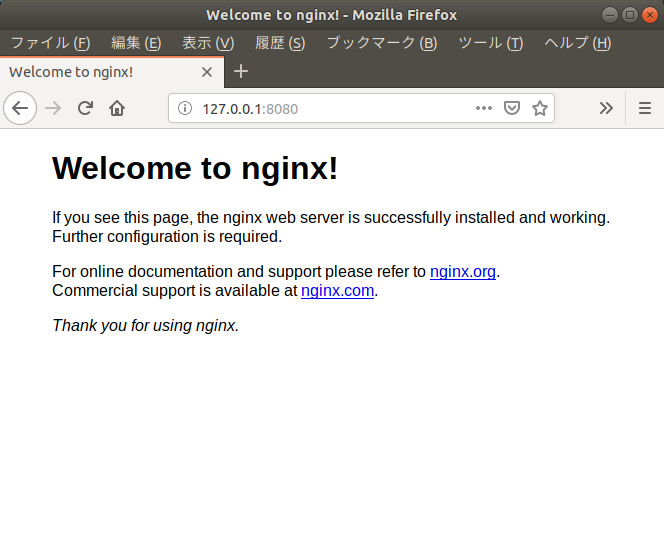 Welcome to nginx! - Mozilla Firefox
ファイル (F) 編集 (E) 表示 (V) 履歴 (S) ブックマーク (B) ツール (T) ヘルプ (H)
Welcome to nginx!
127.0.0.1:8080
Welcome to nginx!
If you see this page, the nginx web server is successfully installed and working.
Further configuration is required.
For online documentation and support please refer to nginx.org.
Commercial support is available at nginx.com.
Thank you for using nginx.